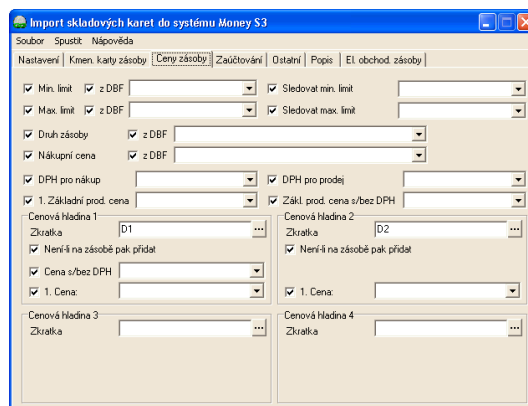 Import skladových karet do systému Money S3
Soubor Spustit Nápověda
Nastavení Kmen. karty zásoby Ceny zásoby Zaúčtování Ostatní Popis El. obchod. zásoby
Min. limit z DBF Sledovat min. limit
Max. limit z DBF Sledovat max. limit
Druh zásoby z DBF
Nákupní cena z DBF
DPH pro nákup DPH pro prodej
1. Základní prod. cena Zákl. prod. cena s/bez DPH
Cenová hladina 1 Cenová hladina 2
Zkratka D1 ... Zkratka D2 ...
Není-li na zásobě pak přidat Není-li na zásobě pak přidat
Cena s/bez DPH
1. Cena: 1. Cena:
Cenová hladina 3 Cenová hladina 4
Zkratka ... Zkratka ...